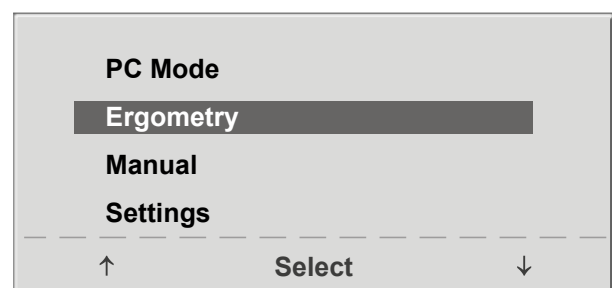 PC Mode
Ergometry
Manual
Settings
↑ Select ↓